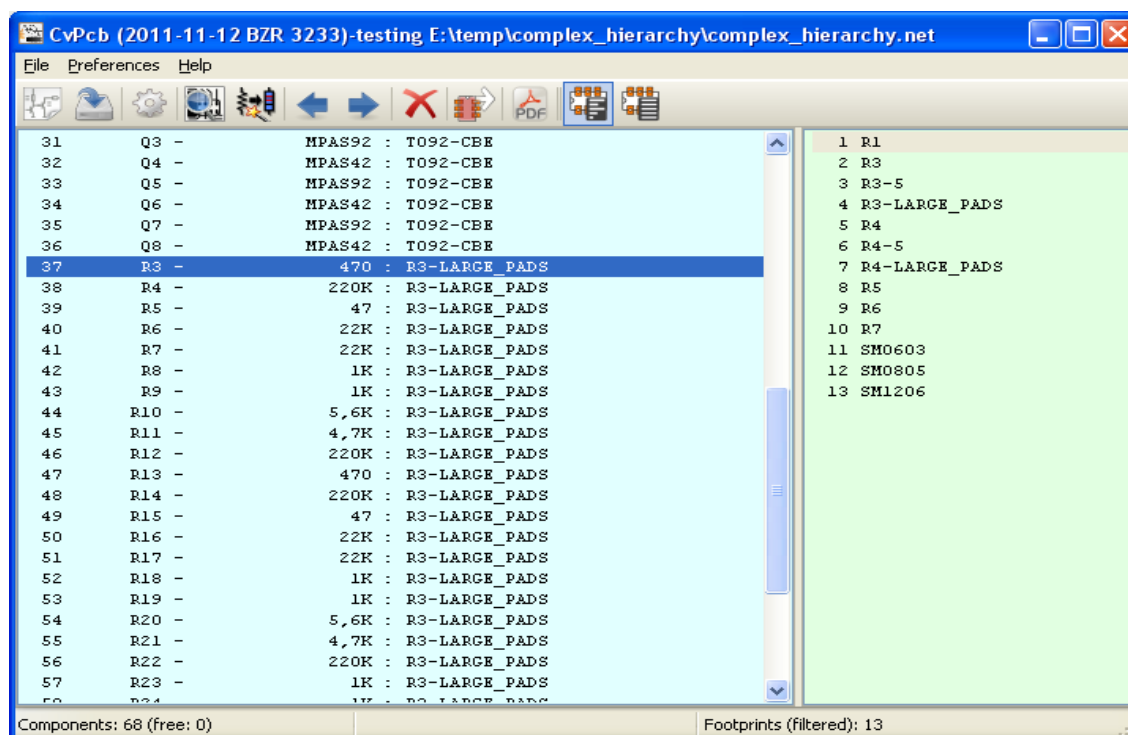 CvPcb (2011-11-12 BZR 3233)-testing E:\temp\complex_hierarchy\complex_hierarchy.net
File Preferences Help
PDF
31 Q3 - MPAS92 : TO92-CBE
32 Q4 - MPAS42 : TO92-CBE
33 Q5 - MPAS92 : TO92-CBE
34 Q6 - MPAS42 : TO92-CBE
35 Q7 - MPAS92 : TO92-CBE
36 Q8 - MPAS42 : TO92-CBE
37 R3 - 470 : R3-LARGE_PADS
38 R4 - 220K : R3-LARGE_PADS
39 R5 - 47 : R3-LARGE_PADS
40 R6 - 22K : R3-LARGE_PADS
41 R7 - 22K : R3-LARGE_PADS
42 R8 - 1K : R3-LARGE_PADS
43 R9 - 1K : R3-LARGE_PADS
44 R10 - 5,6K : R3-LARGE_PADS
45 R11 - 4,7K : R3-LARGE_PADS
46 R12 - 220K : R3-LARGE_PADS
47 R13 - 470 : R3-LARGE_PADS
48 R14 - 220K : R3-LARGE_PADS
49 R15 - 47 : R3-LARGE_PADS
50 R16 - 22K : R3-LARGE_PADS
51 R17 - 22K : R3-LARGE_PADS
52 R18 - 1K : R3-LARGE_PADS
53 R19 - 1K : R3-LARGE_PADS
54 R20 - 5,6K : R3-LARGE_PADS
55 R21 - 4,7K : R3-LARGE_PADS
56 R22 - 220K : R3-LARGE_PADS
57 R23 - 1K : R3-LARGE_PADS
1 R1
2 R3
3 R3-5
4 R3-LARGE_PADS
5 R4
6 R4-5
7 R4-LARGE_PADS
8 R5
9 R6
10 R7
11 SM0603
12 SM0805
13 SM1206
Components: 68 (free: 0)
Footprints (filtered): 13